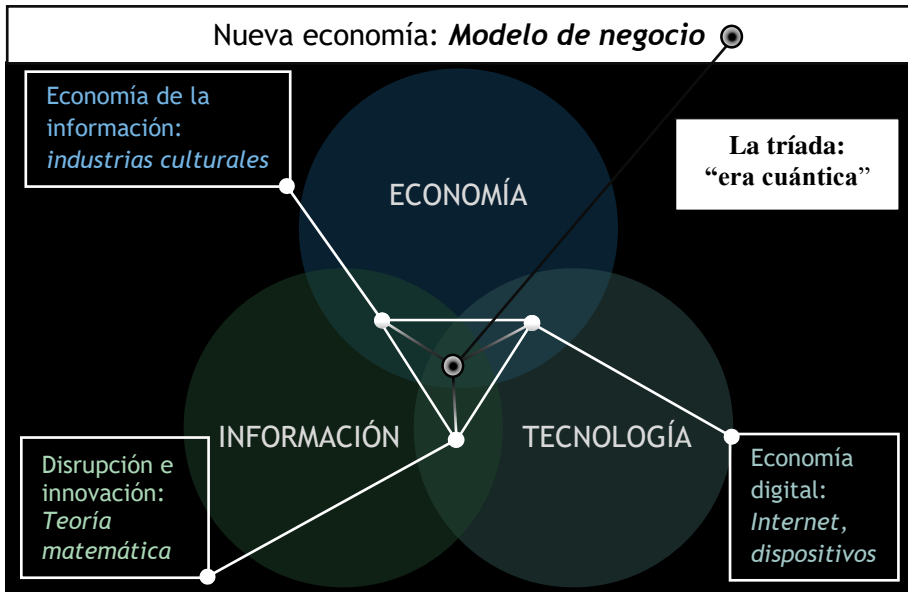 Nueva economía: Modelo de negocio
Economía de la
información:
industrias culturales
La tríada:
“era cuántica”
ECONOMÍA
INFORMACIÓN
TECNOLOGÍA
Disrupción e
innovación:
Teoría
matemática
Economía
digital:
Internet,
dispositivos